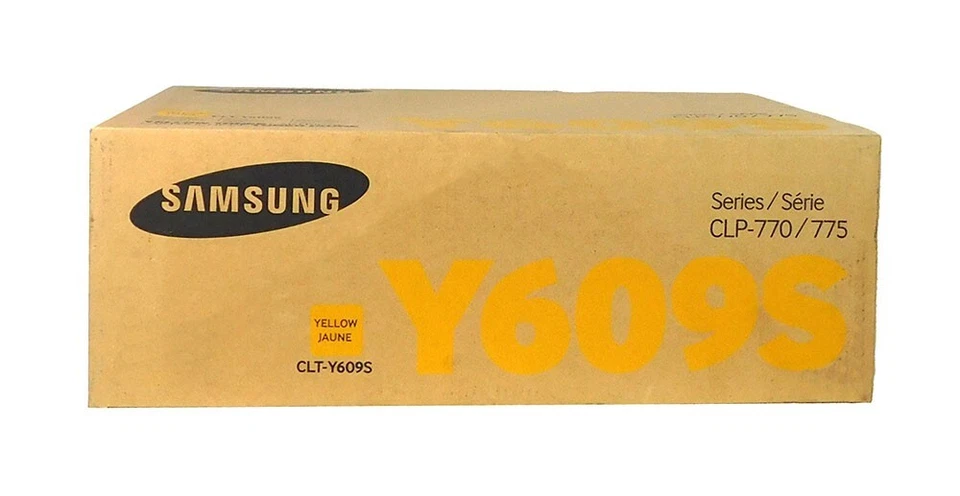 SAMSUNG
Series / Série
CLP-770 / 775
Y609S
YELLOW
JAUNE
CLT-Y609S